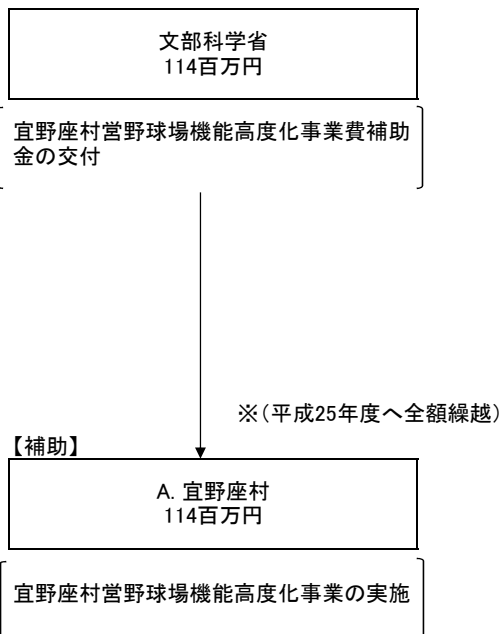 文部科学省
114百万円
宜野座村営野球場機能高度化事業費補助
金の交付
※(平成25年度へ全額繰越)
【補助】
A. 宜野座村
114百万円
宜野座村営野球場機能高度化事業の実施